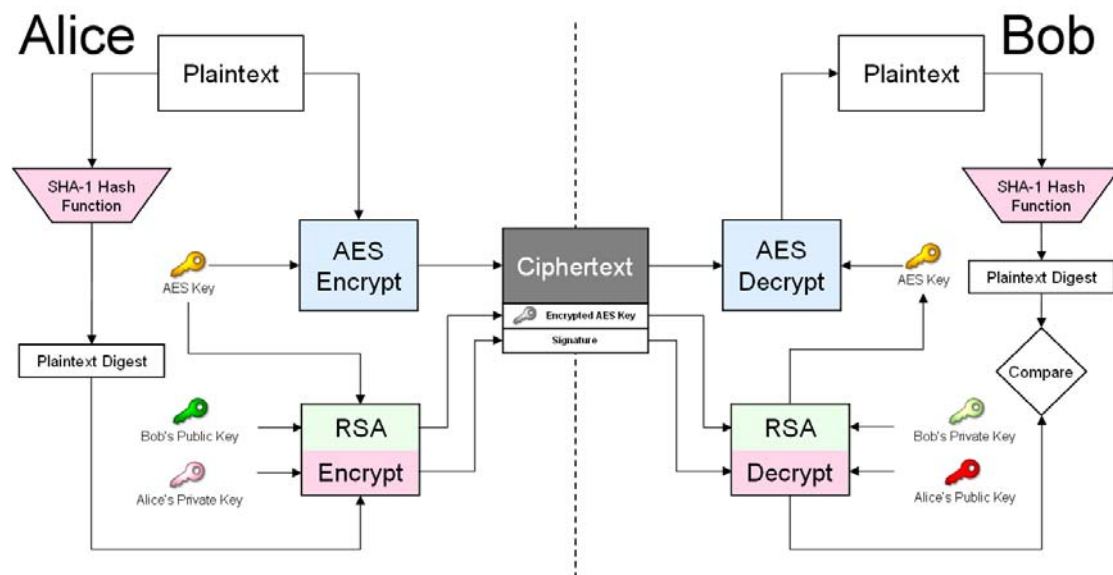 Alice
Bob
Plaintext
Plaintext
SHA-1 Hash
Function
SHA-1 Hash
Function
AES
Encrypt
Ciphertext
AES
Decrypt
AES Key
AES Key
Plaintext Digest
Encrypted AES Key
Signature
Plaintext Digest
Compare
Bob's Public Key
RSA
Encrypt
Alice's Private Key
RSA
Decrypt
Bob's Private Key
Alice's Public Key